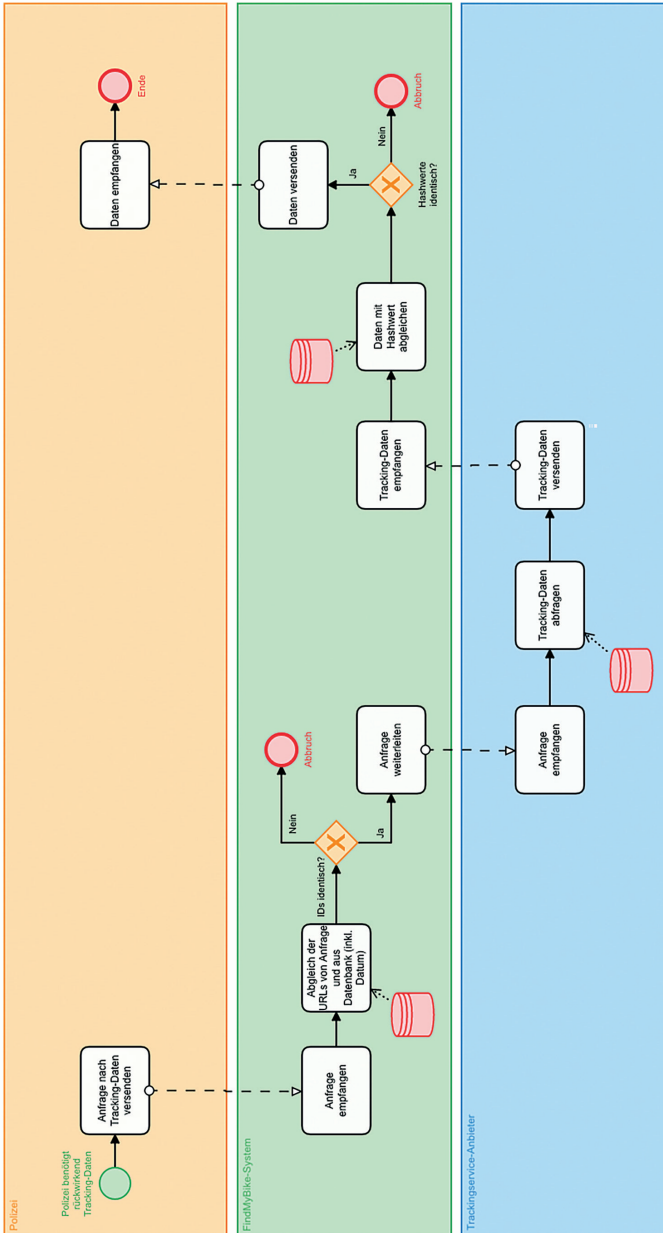 Polizei
Polizei benötigt
rückwirkend
Tracking-Daten
Anfrage nach
Tracking-Daten
versenden
Daten empfangen
Ende
FindMyBike-System
Anfrage
empfangen
Abgleich der
URLs von Anfrage
und aus
Datenbank (inkl.
Datum)
IDs identisch?
Nein
Abbruch
Ja
Anfrage
weiterleiten
Tracking-Daten
empfangen
Daten mit
Hashwert
abgleichen
Hashwerte
identisch?
Ja
Daten versenden
Nein
Abbruch
Trackingservice-Anbieter
Anfrage
empfangen
Tracking-Daten
abfragen
Tracking-Daten
versenden